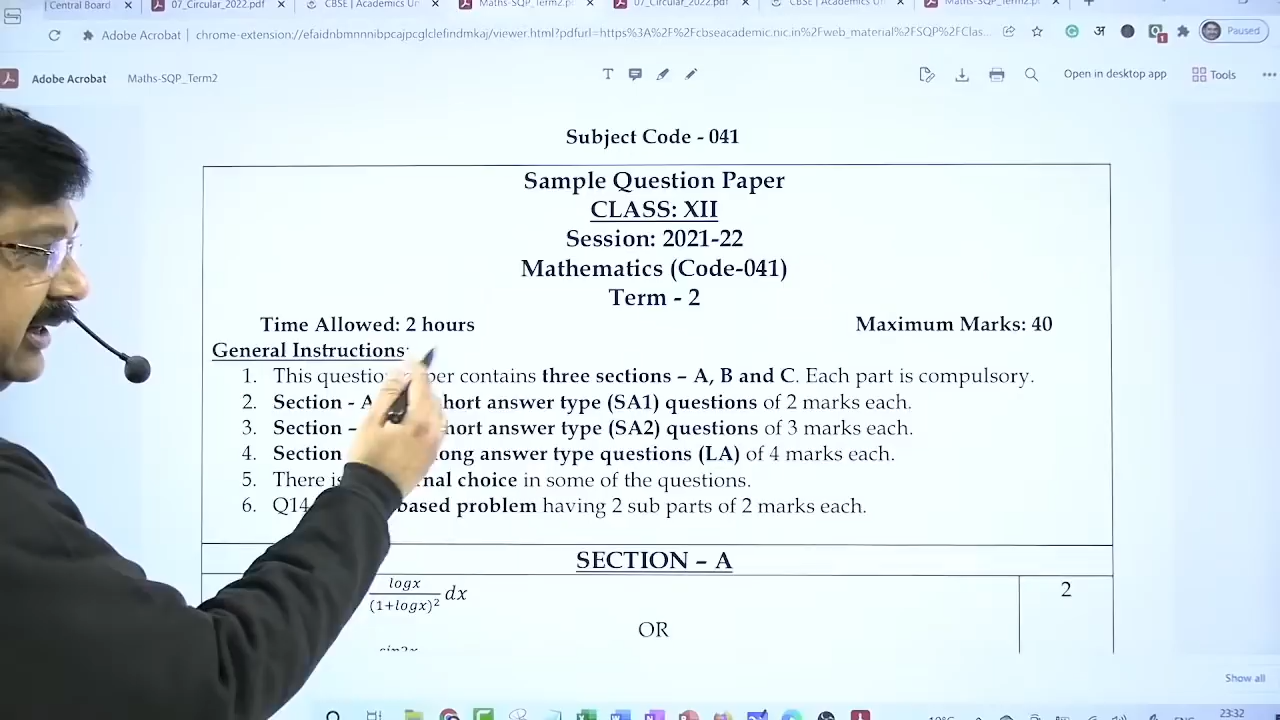 Central Board
07_Circular_2022.pdf
CBSE | Academics Un
Maths-SQP_Term2.p
07_Circular_2022.pdf
CBSE | Academics Un
Maths-SQP_Term2.p
Adobe Acrobat
chrome-extension://efaidnbmnnnibpcajpcglclefindmkaj/viewer.html?pdfurl=https%3A%2F%2Fcbseacademic.nic.in%2Fweb_material%2FSQP%2FClas...
अ
1
Paused
Adobe Acrobat
Maths-SQP_Term2
T
Open in desktop app
Tools
Subject Code - 041
Sample Question Paper
CLASS: XII
Session: 2021-22
Mathematics (Code-041)
Term - 2
Time Allowed: 2 hours
Maximum Marks: 40
General Instructions:
1. This questio per contains three sections – A, B and C. Each part is compulsory.
2. Section - A hort answer type (SA1) questions of 2 marks each.
3. Section – hort answer type (SA2) questions of 3 marks each.
4. Section ong answer type questions (LA) of 4 marks each.
5. There is nal choice in some of the questions.
6. Q14 based problem having 2 sub parts of 2 marks each.
SECTION – A
logx
(1+logx)² dx
2
OR
sin2x
Show all
23:32